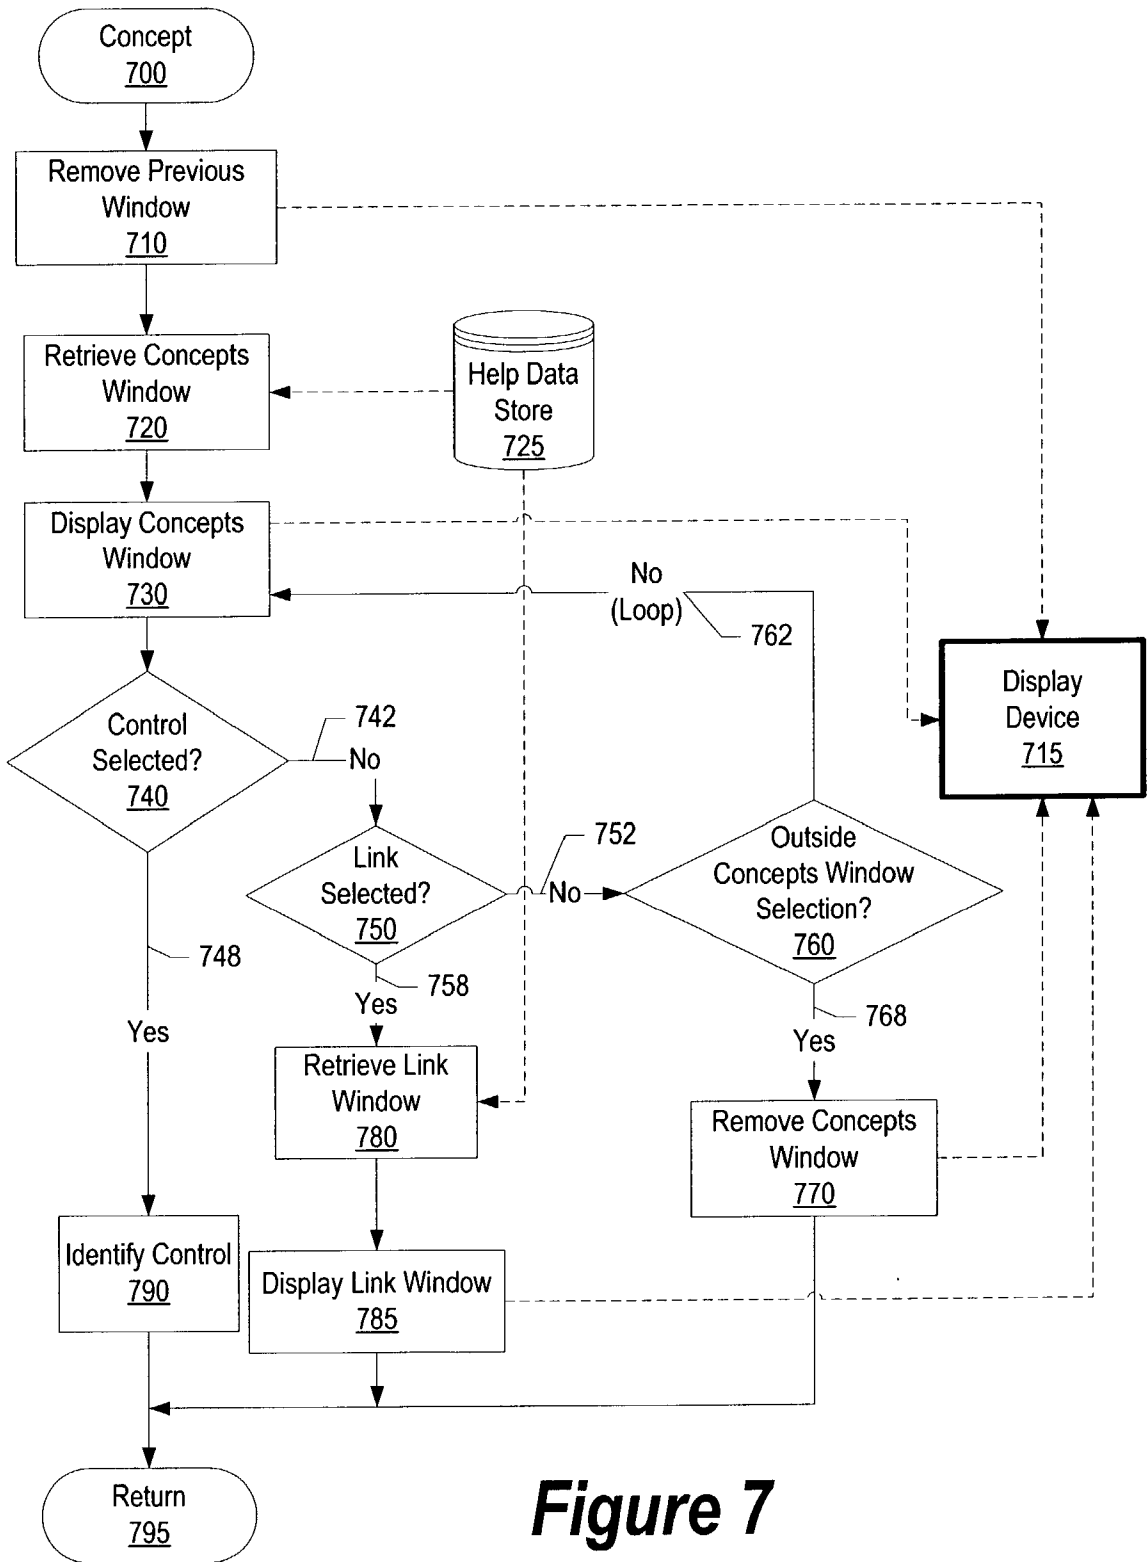 Concept
700
Remove Previous
Window
710
Retrieve Concepts
Window
720
Help Data
Store
725
Display Concepts
Window
730
No
(Loop)
762
Display
Device
715
Control
Selected?
740
742
No
Link
Selected?
750
752
No
Outside
Concepts Window
Selection?
760
748
Yes
758
Yes
768
Yes
Retrieve Link
Window
780
Remove Concepts
Window
770
Identify Control
790
Display Link Window
785
Return
795
Figure 7